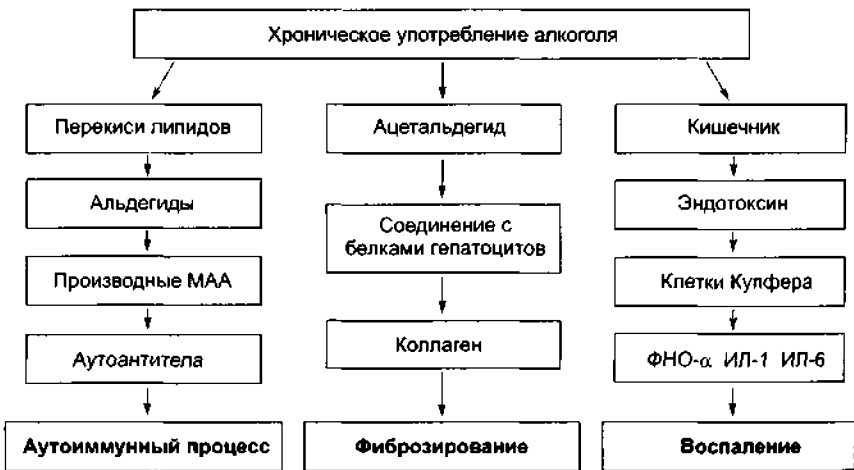 Хроническое употребление алкоголя
Перекиси липидов
Альдегиды
Производные МАА
Аутоантитела
Аутоиммунный процесс
Ацетальдегид
Соединение с
белками гепатоцитов
Коллаген
Фиброзирование
Кишечник
Эндотоксин
Клетки Купфера
ФНО-α ИЛ-1 ИЛ-6
Воспаление